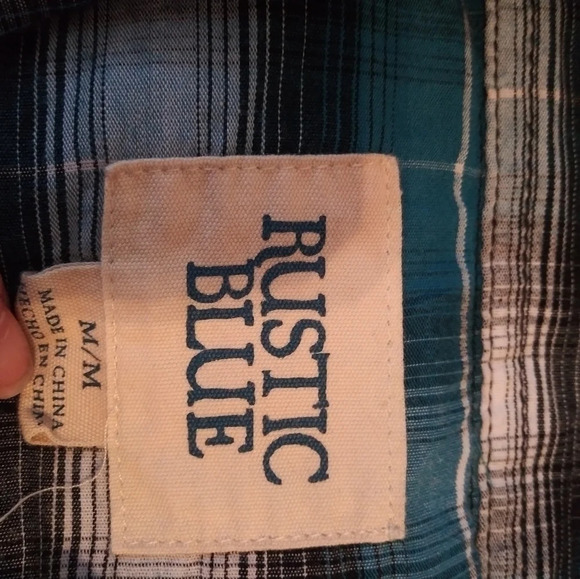 RUSTIC
BLUE
M/M
MADE IN CHINA
HECHO EN CHINA